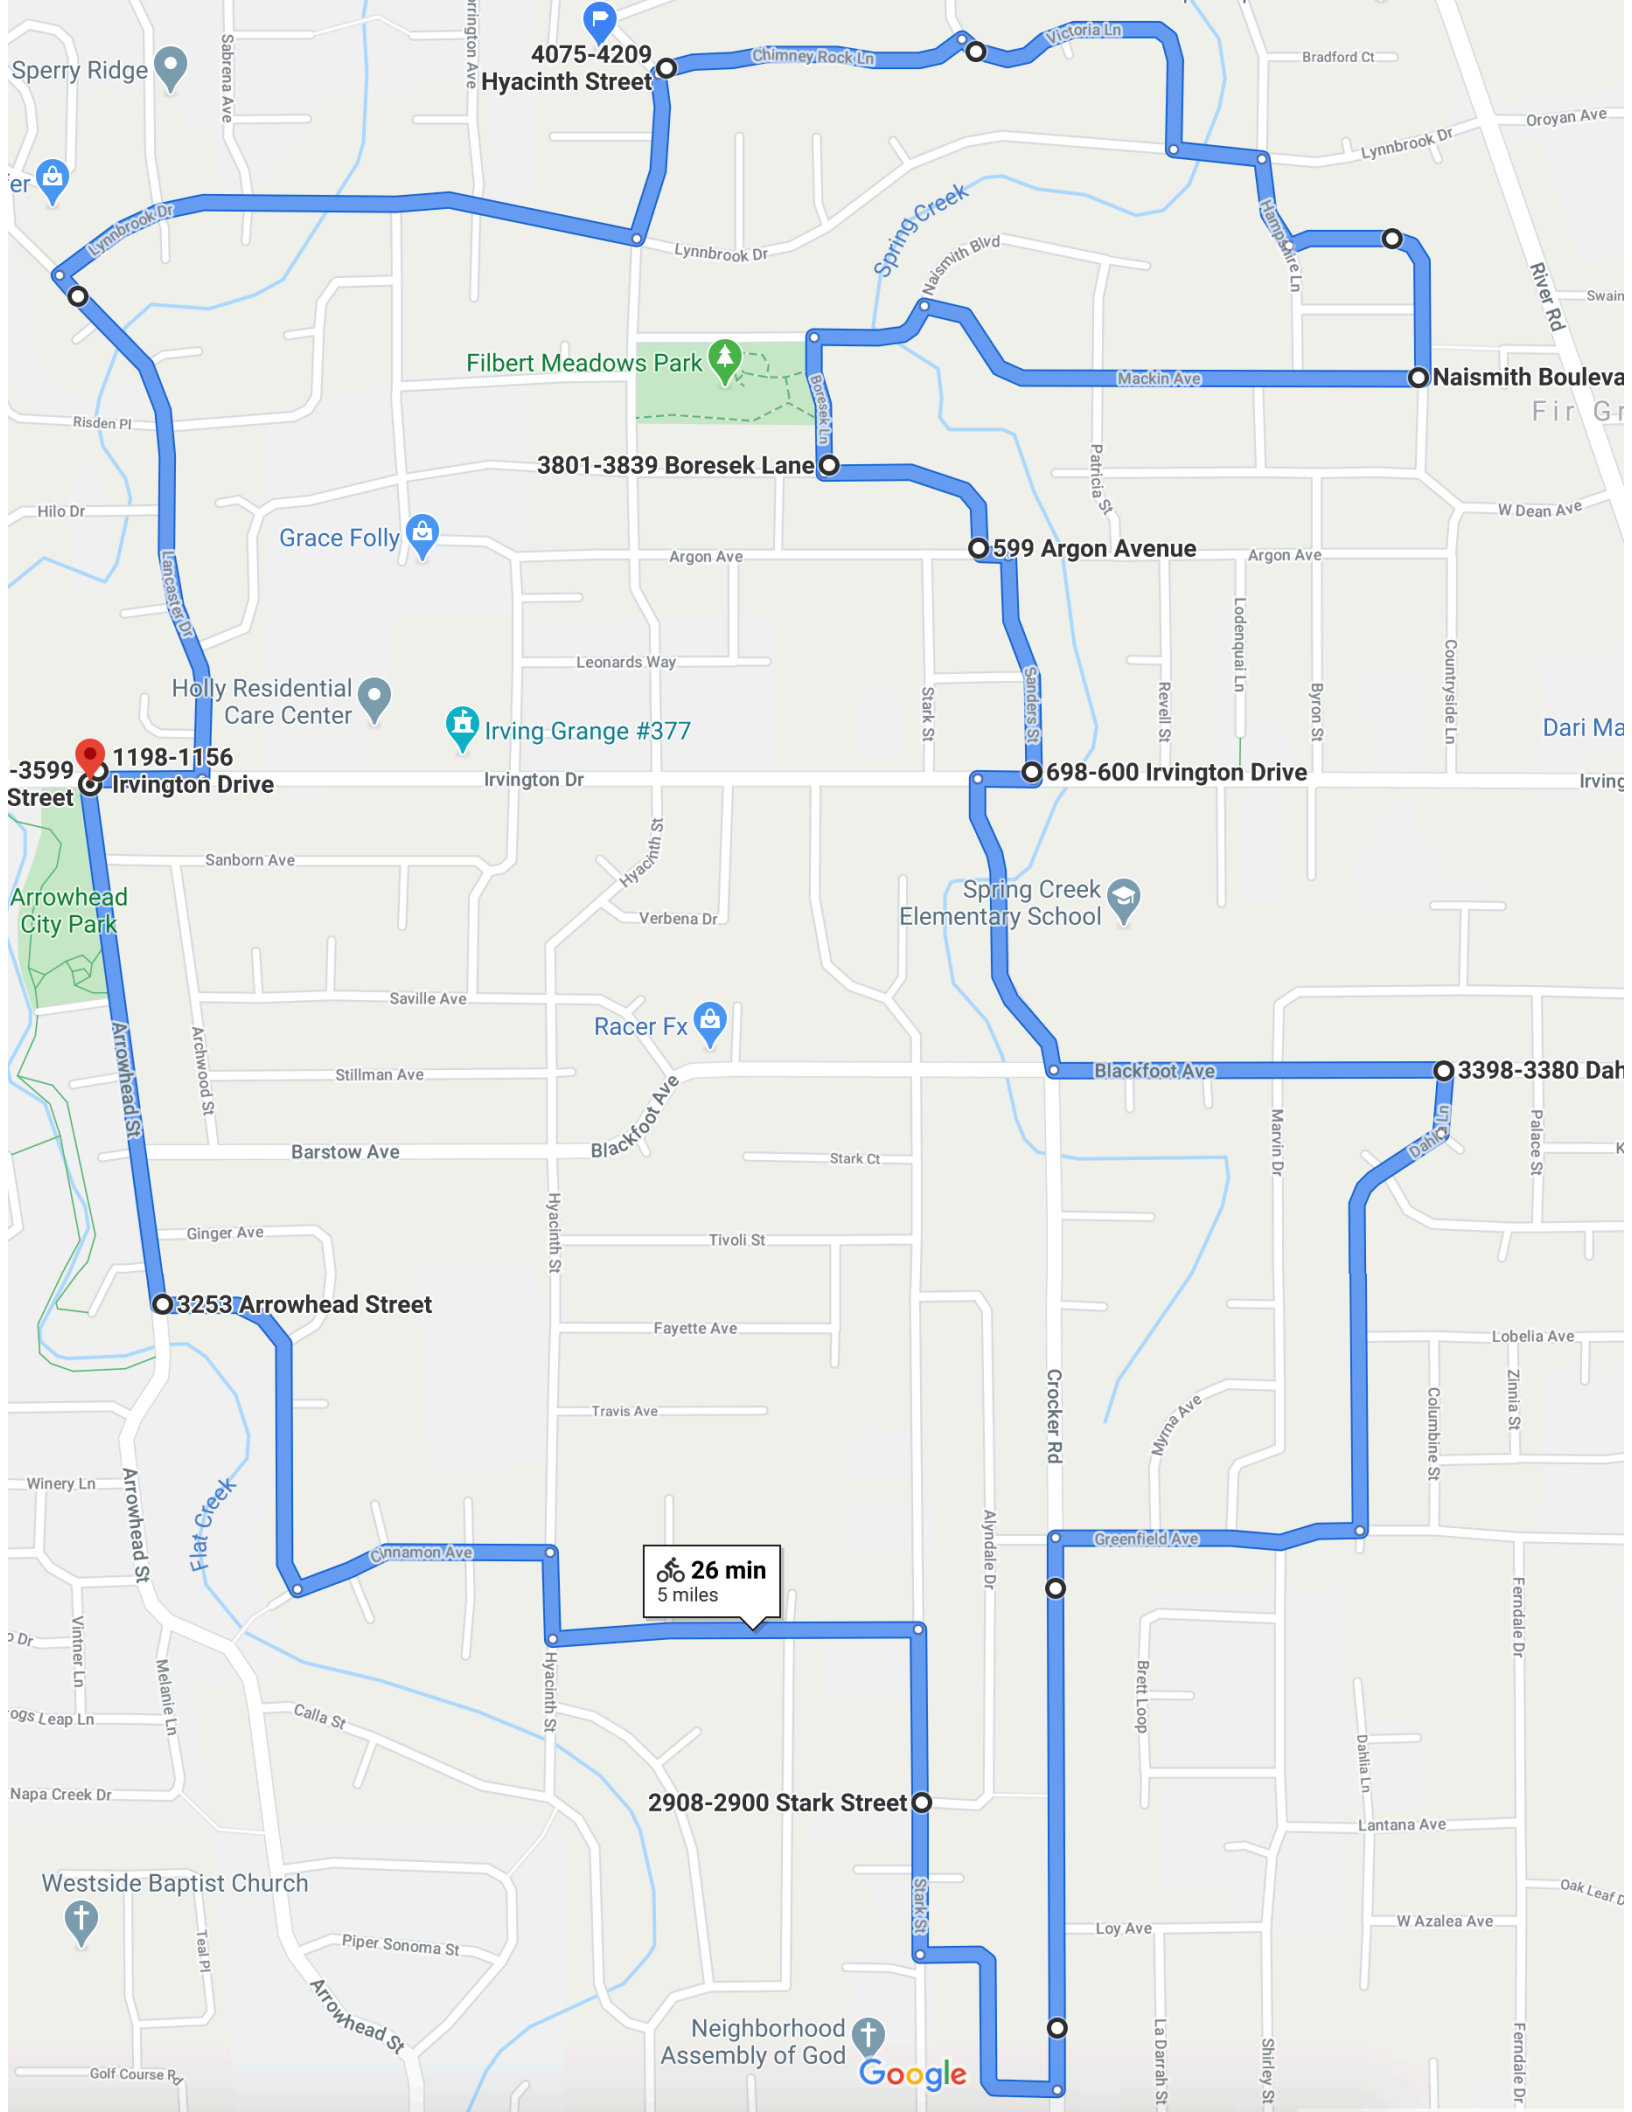 Sperry Ridge
Sabrena Ave
4075-4209
Hyacinth Street
Chimney Rock Ln
Victoria Ln
Bradford Ct
Oroyan Ave
Lynnbrook Dr
Lynnbrook Dr
Lynnbrook Dr
Spring Creek
Naismith Blvd
Hampshire Ln
River Rd
Filbert Meadows Park
Boresek Ln
Mackin Ave
Risden Pl
3801-3839 Boresek Lane
Patricia St
Hilo Dr
W Dean Ave
Grace Folly
Argon Ave
599 Argon Avenue
Argon Ave
Lancaster Dr
Leonards Way
Holly Residential
Care Center
Sanders St
Stark St
Revell St
Lodenquai Ln
Byron St
Countryside Ln
Irving Grange #377
Dari Ma
-3599
Street
1198-1156
Irvington Drive
Irvington Dr
698-600 Irvington Drive
Irving
Sanborn Ave
Hyacinth St
Verbena Dr
Arrowhead
City Park
Spring Creek
Elementary School
Saville Ave
Racer Fx
Arrowhead St
Archwood St
Stillman Ave
Blackfoot Ave
Blackfoot Ave
3398-3380 Dah
Barstow Ave
Stark Ct
Marvin Dr
Palace St
Ginger Ave
Hyacinth St
Tivoli St
3253 Arrowhead Street
Fayette Ave
Lobelia Ave
Crocker Rd
Travis Ave
Myrna Ave
Columbine St
Zinnia St
Winery Ln
Arrowhead St
Flat Creek
Cinnamon Ave
Alyndale Dr
Greenfield Ave
26 min
5 miles
Ferndale Dr
Vintner Ln
Melanie Ln
Hyacinth St
Brett Loop
ogs Leap Ln
Calla St
Dahlia Ln
Napa Creek Dr
2908-2900 Stark Street
Lantana Ave
Westside Baptist Church
Stark St
Oak Leaf D
Teal Pl
Piper Sonoma St
Loy Ave
W Azalea Ave
Arrowhead St
Neighborhood
Assembly of God
La Darrah St
Shirley St
Ferndale Dr
Golf Course Rd
Google
Naismith Bouleva
Fir Gr
Swain